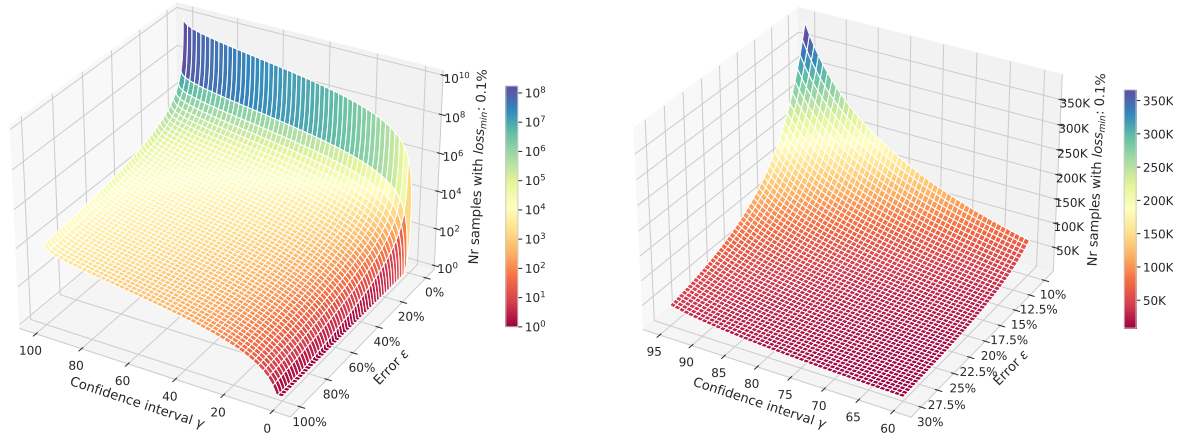 10^10
10^8
10^6
10^4
10^2
10^0
Nr samples with loss_min: 0.1%
0%
20%
40%
60%
80%
100%
Error ε
100
80
60
40
20
0
Confidence interval γ
10^8
10^7
10^6
10^5
10^4
10^3
10^2
10^1
10^0
350K
300K
250K
200K
150K
100K
50K
Nr samples with loss_min: 0.1%
10%
12.5%
15%
17.5%
20%
22.5%
25%
27.5%
30%
Error ε
95
90
85
80
75
70
65
60
Confidence interval γ
350K
300K
250K
200K
150K
100K
50K